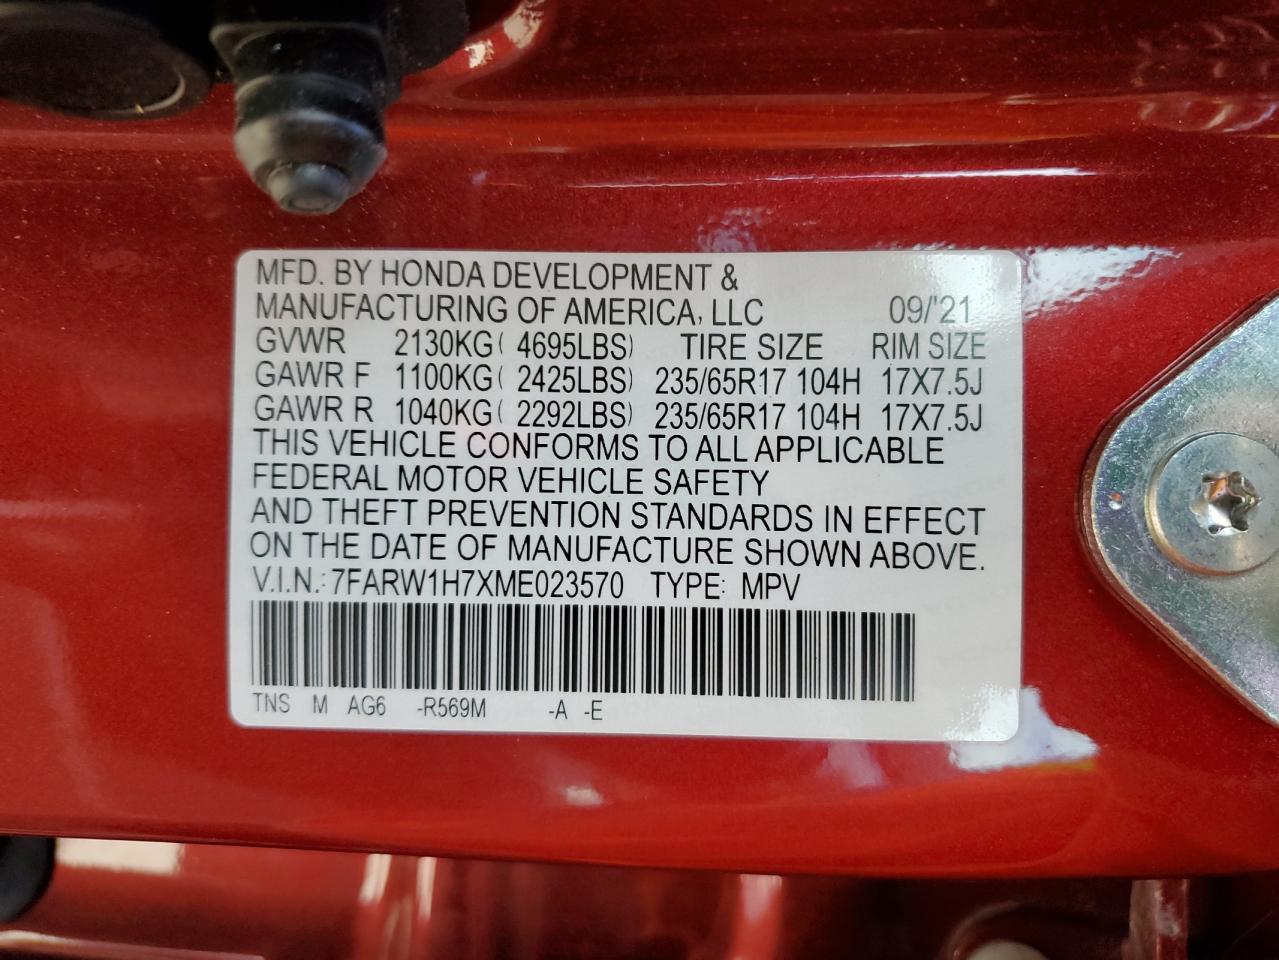 MFD. BY HONDA DEVELOPMENT &
MANUFACTURING OF AMERICA, LLC 09/'21
GVWR 2130KG( 4695LBS) TIRE SIZE RIM SIZE
GAWR F 1100KG( 2425LBS) 235/65R17 104H 17X7.5J
GAWR R 1040KG( 2292LBS) 235/65R17 104H 17X7.5J
THIS VEHICLE CONFORMS TO ALL APPLICABLE
FEDERAL MOTOR VEHICLE SAFETY
AND THEFT PREVENTION STANDARDS IN EFFECT
ON THE DATE OF MANUFACTURE SHOWN ABOVE.
V.I.N.: 7FARW1H7XME023570 TYPE: MPV
TNS M AG6 -R569M -A -E